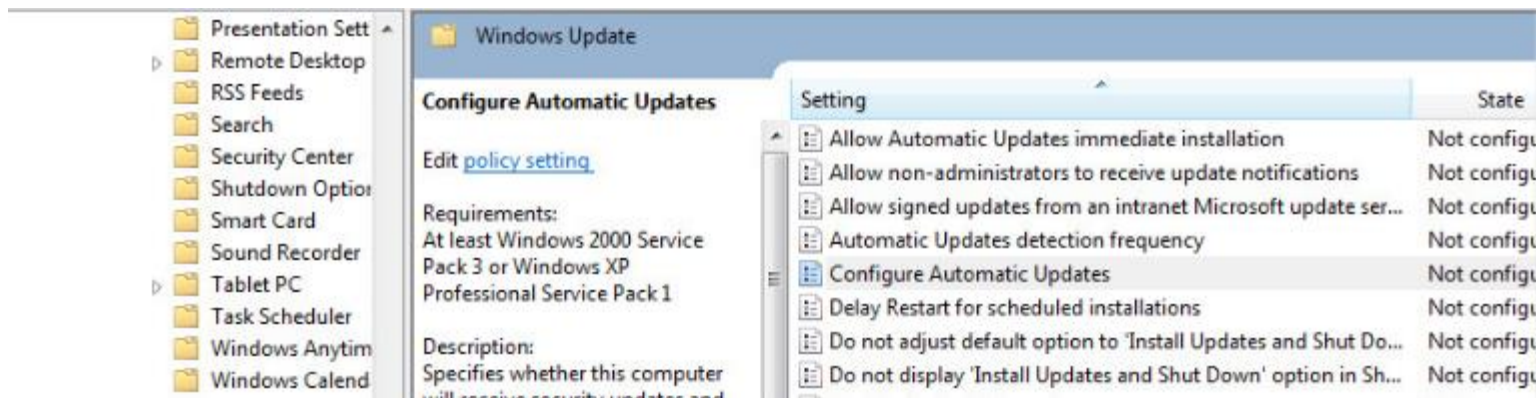 Presentation Sett
Remote Desktop
RSS Feeds
Search
Security Center
Shutdown Option
Smart Card
Sound Recorder
Tablet PC
Task Scheduler
Windows Anytim
Windows Calend
Windows Update
Configure Automatic Updates
Edit policy setting
Requirements:
At least Windows 2000 Service
Pack 3 or Windows XP
Professional Service Pack 1
Description:
Specifies whether this computer
will receive security updates and
Setting State
Allow Automatic Updates immediate installation Not configu
Allow non-administrators to receive update notifications Not configu
Allow signed updates from an intranet Microsoft update ser... Not configu
Automatic Updates detection frequency Not configu
Configure Automatic Updates Not configu
Delay Restart for scheduled installations Not configu
Do not adjust default option to 'Install Updates and Shut Do... Not configu
Do not display 'Install Updates and Shut Down' option in Sh... Not configu